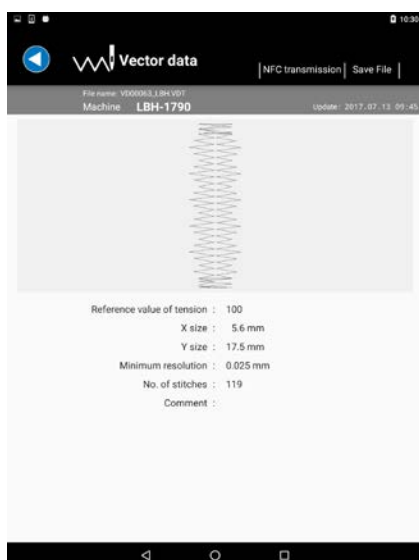 10:30
Vector data
NFC transmission Save File
File name: VD00063_LBH.VDT
Machine LBH-1790 Update: 2017.07.13 09:45
Reference value of tension : 100
X size : 5.6 mm
Y size : 17.5 mm
Minimum resolution : 0.025 mm
No. of stitches : 119
Comment :